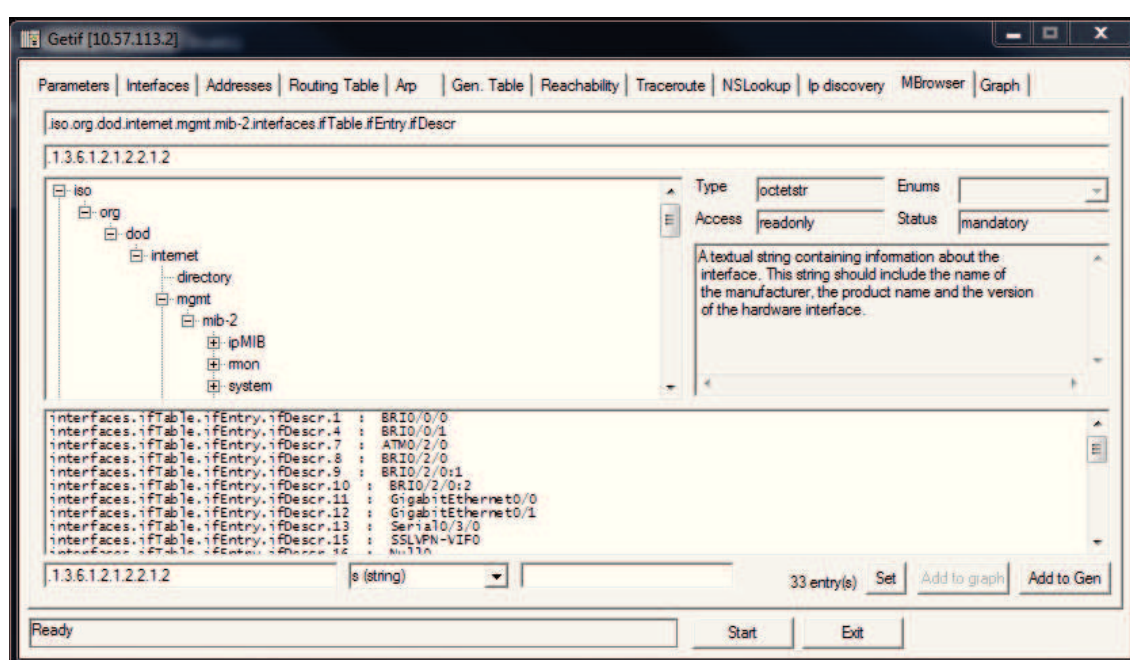 Getif [10.57.113.2]
Parameters Interfaces Addresses Routing Table Arp Gen. Table Reachability Traceroute NSLookup Ip discovery MBrowser Graph
.iso.org.dod.internet.mgmt.mib-2.interfaces.ifTable.ifEntry.ifDescr
.1.3.6.1.2.1.2.2.1.2
iso
org
dod
internet
directory
mgmt
mib-2
ipMIB
rmon
system
Type octetstr Enums
Access readonly Status mandatory
A textual string containing information about the
interface. This string should include the name of
the manufacturer, the product name and the version
of the hardware interface.
interfaces.ifTable.ifEntry.ifDescr.1 : BRI0/0/0
interfaces.ifTable.ifEntry.ifDescr.4 : BRI0/0/1
interfaces.ifTable.ifEntry.ifDescr.7 : ATM0/2/0
interfaces.ifTable.ifEntry.ifDescr.8 : BRI0/2/0
interfaces.ifTable.ifEntry.ifDescr.9 : BRI0/2/0:1
interfaces.ifTable.ifEntry.ifDescr.10 : BRI0/2/0:2
interfaces.ifTable.ifEntry.ifDescr.11 : GigabitEthernet0/0
interfaces.ifTable.ifEntry.ifDescr.12 : GigabitEthernet0/1
interfaces.ifTable.ifEntry.ifDescr.13 : Serial0/3/0
interfaces.ifTable.ifEntry.ifDescr.15 : SSLVPN-VIF0
interfaces.ifTable.ifEntry.ifDescr.16 : Null0
.1.3.6.1.2.1.2.2.1.2 s (string) 33 entry(s) Set Add to graph Add to Gen
Ready Start Exit